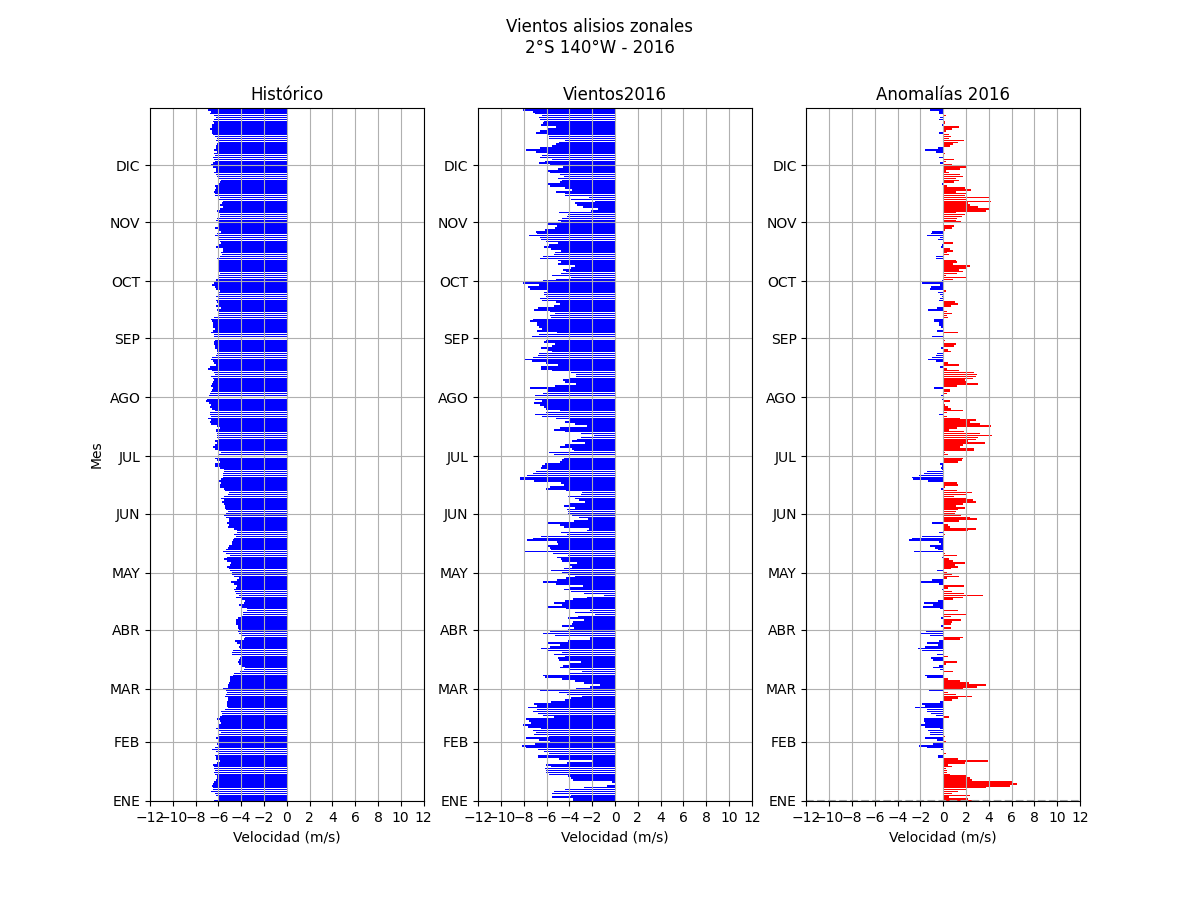 Vientos alisios zonales
2°S 140°W - 2016
Histórico
Vientos2016
Anomalías 2016
Mes
DIC
NOV
OCT
SEP
AGO
JUL
JUN
MAY
ABR
MAR
FEB
ENE
DIC
NOV
OCT
SEP
AGO
JUL
JUN
MAY
ABR
MAR
FEB
ENE
DIC
NOV
OCT
SEP
AGO
JUL
JUN
MAY
ABR
MAR
FEB
ENE
−12 −10 −8 −6 −4 −2 0 2 4 6 8 10 12
−12 −10 −8 −6 −4 −2 0 2 4 6 8 10 12
−12 −10 −8 −6 −4 −2 0 2 4 6 8 10 12
Velocidad (m/s)
Velocidad (m/s)
Velocidad (m/s)